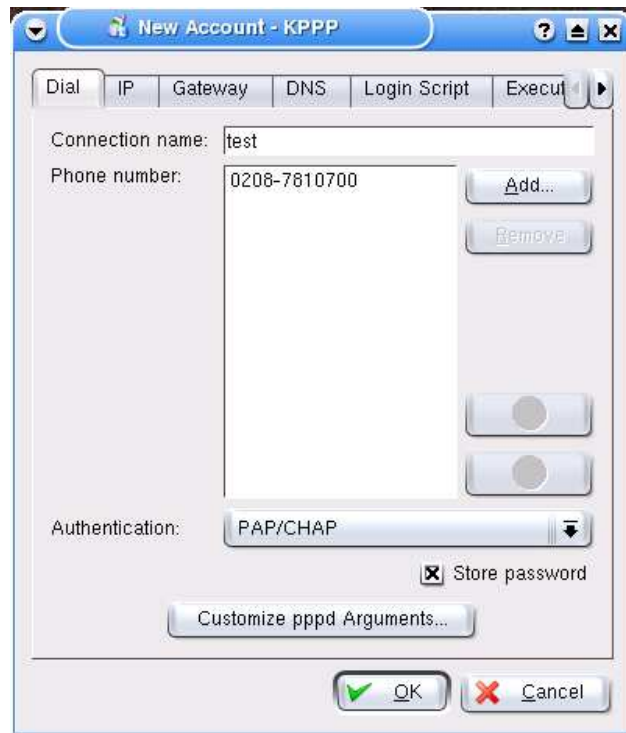 New Account - KPPP
Dial IP Gateway DNS Login Script Execut
Connection name: test
Phone number: 0208-7810700 Add...
Remove
Authentication: PAP/CHAP
Store password
Customize pppd Arguments...
OK Cancel